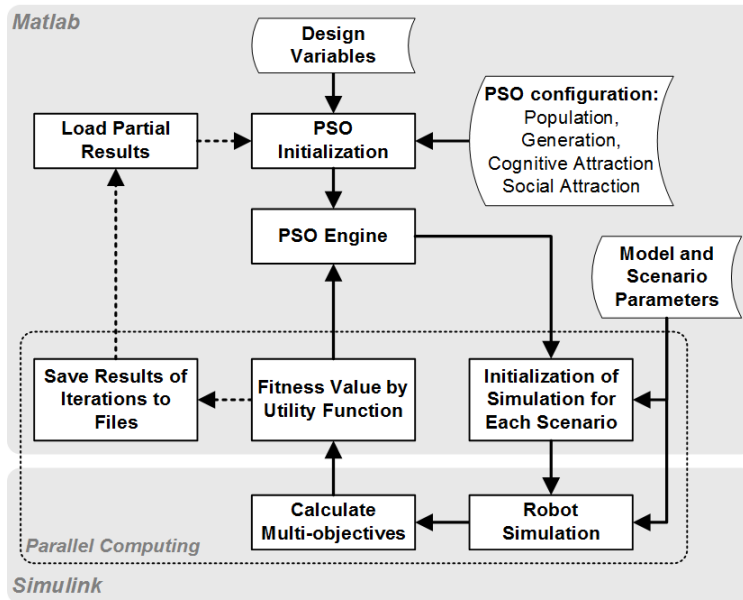 Matlab
Design
Variables
PSO configuration:
Population,
Generation,
Cognitive Attraction
Social Attraction
Load Partial
Results
PSO
Initialization
PSO Engine
Model and
Scenario
Parameters
Save Results of
Iterations to
Files
Fitness Value by
Utility Function
Initialization of
Simulation for
Each Scenario
Calculate
Multi-objectives
Robot
Simulation
Parallel Computing
Simulink